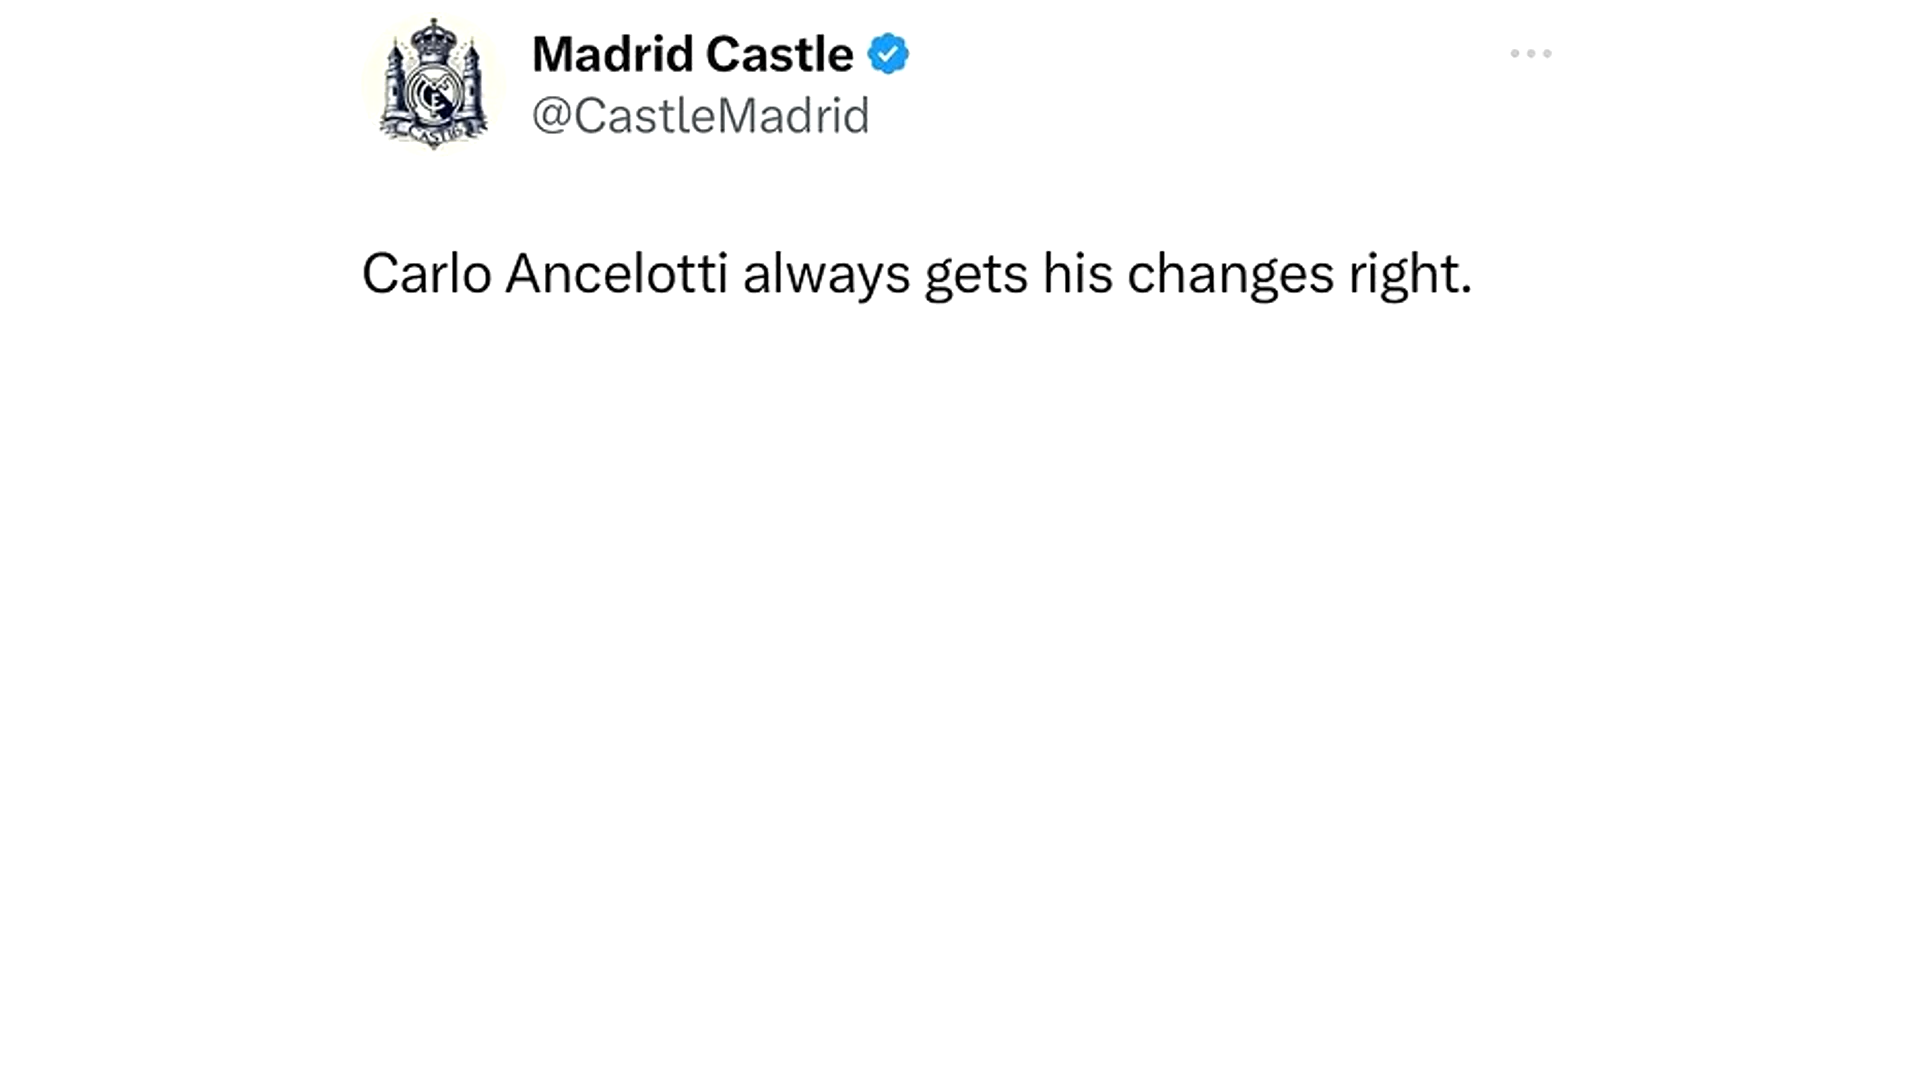 Madrid Castle
@CastleMadrid
Carlo Ancelotti always gets his changes right.